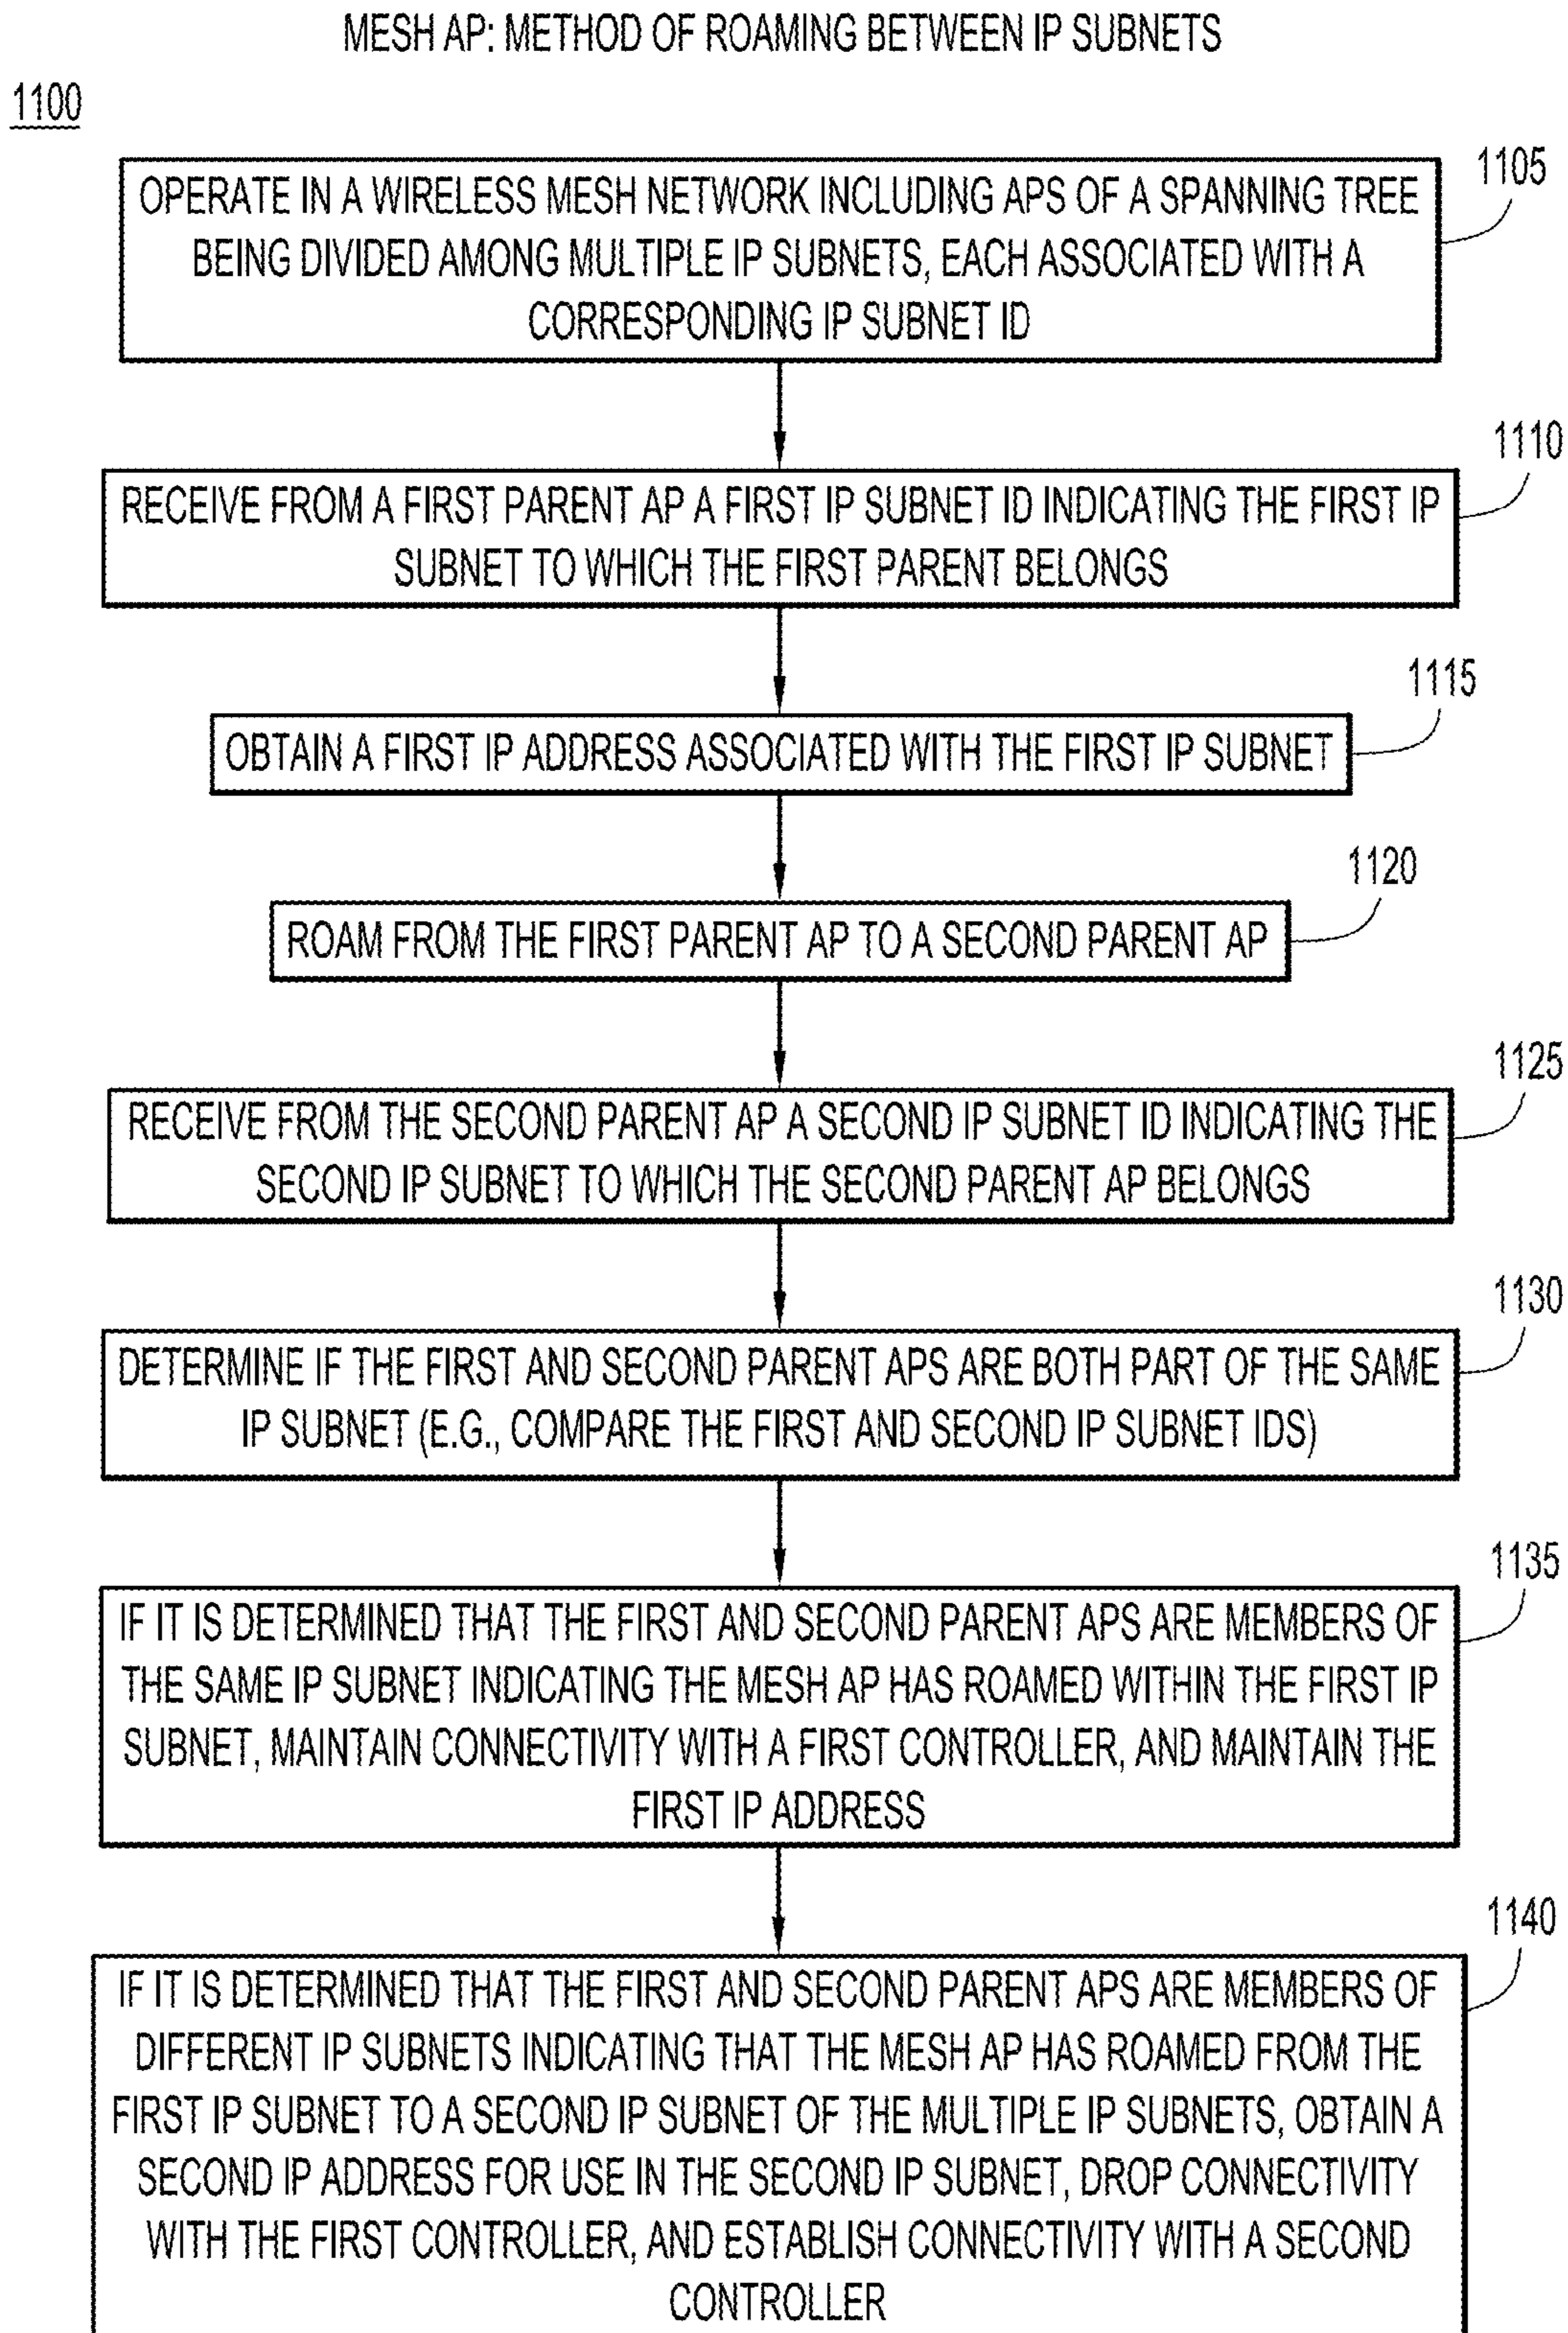 MESH AP: METHOD OF ROAMING BETWEEN IP SUBNETS
1100
1105
OPERATE IN A WIRELESS MESH NETWORK INCLUDING APS OF A SPANNING TREE
BEING DIVIDED AMONG MULTIPLE IP SUBNETS, EACH ASSOCIATED WITH A
CORRESPONDING IP SUBNET ID
1110
RECEIVE FROM A FIRST PARENT AP A FIRST IP SUBNET ID INDICATING THE FIRST IP
SUBNET TO WHICH THE FIRST PARENT BELONGS
1115
OBTAIN A FIRST IP ADDRESS ASSOCIATED WITH THE FIRST IP SUBNET
1120
ROAM FROM THE FIRST PARENT AP TO A SECOND PARENT AP
1125
RECEIVE FROM THE SECOND PARENT AP A SECOND IP SUBNET ID INDICATING THE
SECOND IP SUBNET TO WHICH THE SECOND PARENT AP BELONGS
1130
DETERMINE IF THE FIRST AND SECOND PARENT APS ARE BOTH PART OF THE SAME
IP SUBNET (E.G., COMPARE THE FIRST AND SECOND IP SUBNET IDS)
1135
IF IT IS DETERMINED THAT THE FIRST AND SECOND PARENT APS ARE MEMBERS OF
THE SAME IP SUBNET INDICATING THE MESH AP HAS ROAMED WITHIN THE FIRST IP
SUBNET, MAINTAIN CONNECTIVITY WITH A FIRST CONTROLLER, AND MAINTAIN THE
FIRST IP ADDRESS
1140
IF IT IS DETERMINED THAT THE FIRST AND SECOND PARENT APS ARE MEMBERS OF
DIFFERENT IP SUBNETS INDICATING THAT THE MESH AP HAS ROAMED FROM THE
FIRST IP SUBNET TO A SECOND IP SUBNET OF THE MULTIPLE IP SUBNETS, OBTAIN A
SECOND IP ADDRESS FOR USE IN THE SECOND IP SUBNET, DROP CONNECTIVITY
WITH THE FIRST CONTROLLER, AND ESTABLISH CONNECTIVITY WITH A SECOND
CONTROLLER